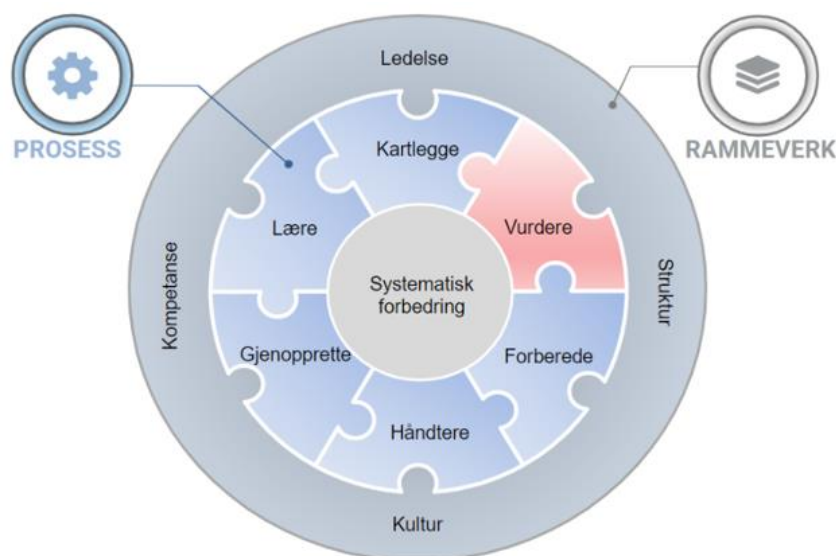 Ledelse
PROSESS
RAMMEVERK
Kartlegge
Lære
Vurdere
Kompetanse
Systematisk
forbedring
Struktur
Gjenopprette
Forberede
Håndtere
Kultur